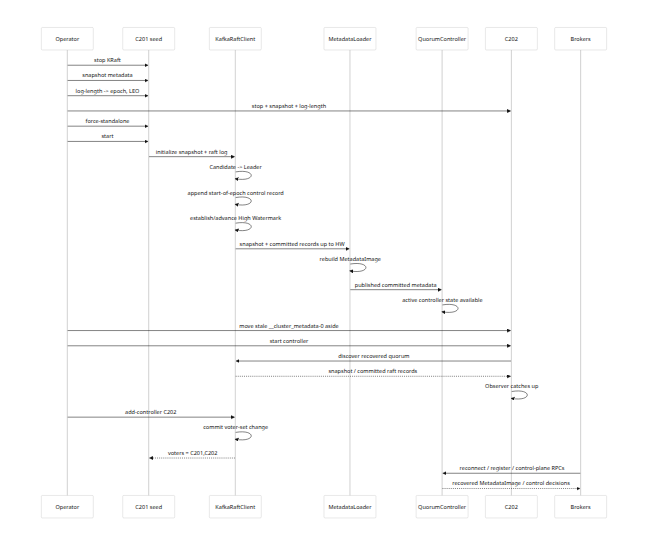 Operator
C201 seed
KafkaRaftClient
MetadataLoader
QuorumController
C202
Brokers
stop KRaft
snapshot metadata
log-length -> epoch, LEO
stop + snapshot + log-length
force-standalone
start
initialize snapshot + raft log
Candidate -> Leader
append start-of-epoch control record
establish/advance High Watermark
snapshot + committed records up to HW
rebuild MetadataImage
published committed metadata
active controller state available
move stale __cluster_metadata-0 aside
start controller
discover recovered quorum
snapshot / committed raft records
Observer catches up
add-controller C202
commit voter-set change
voters = C201,C202
reconnect / register / control-plane RPCs
recovered MetadataImage / control decisions
Operator
C201 seed
KafkaRaftClient
MetadataLoader
QuorumController
C202
Brokers